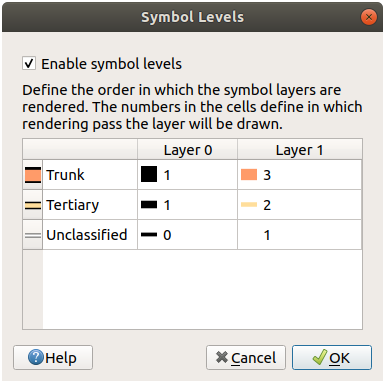 Symbol Levels
Enable symbol levels
Define the order in which the symbol layers are
rendered. The numbers in the cells define in which
rendering pass the layer will be drawn.
Layer 0 Layer 1
Trunk 1 3
Tertiary 1 2
Unclassified 0 1
Help Cancel OK